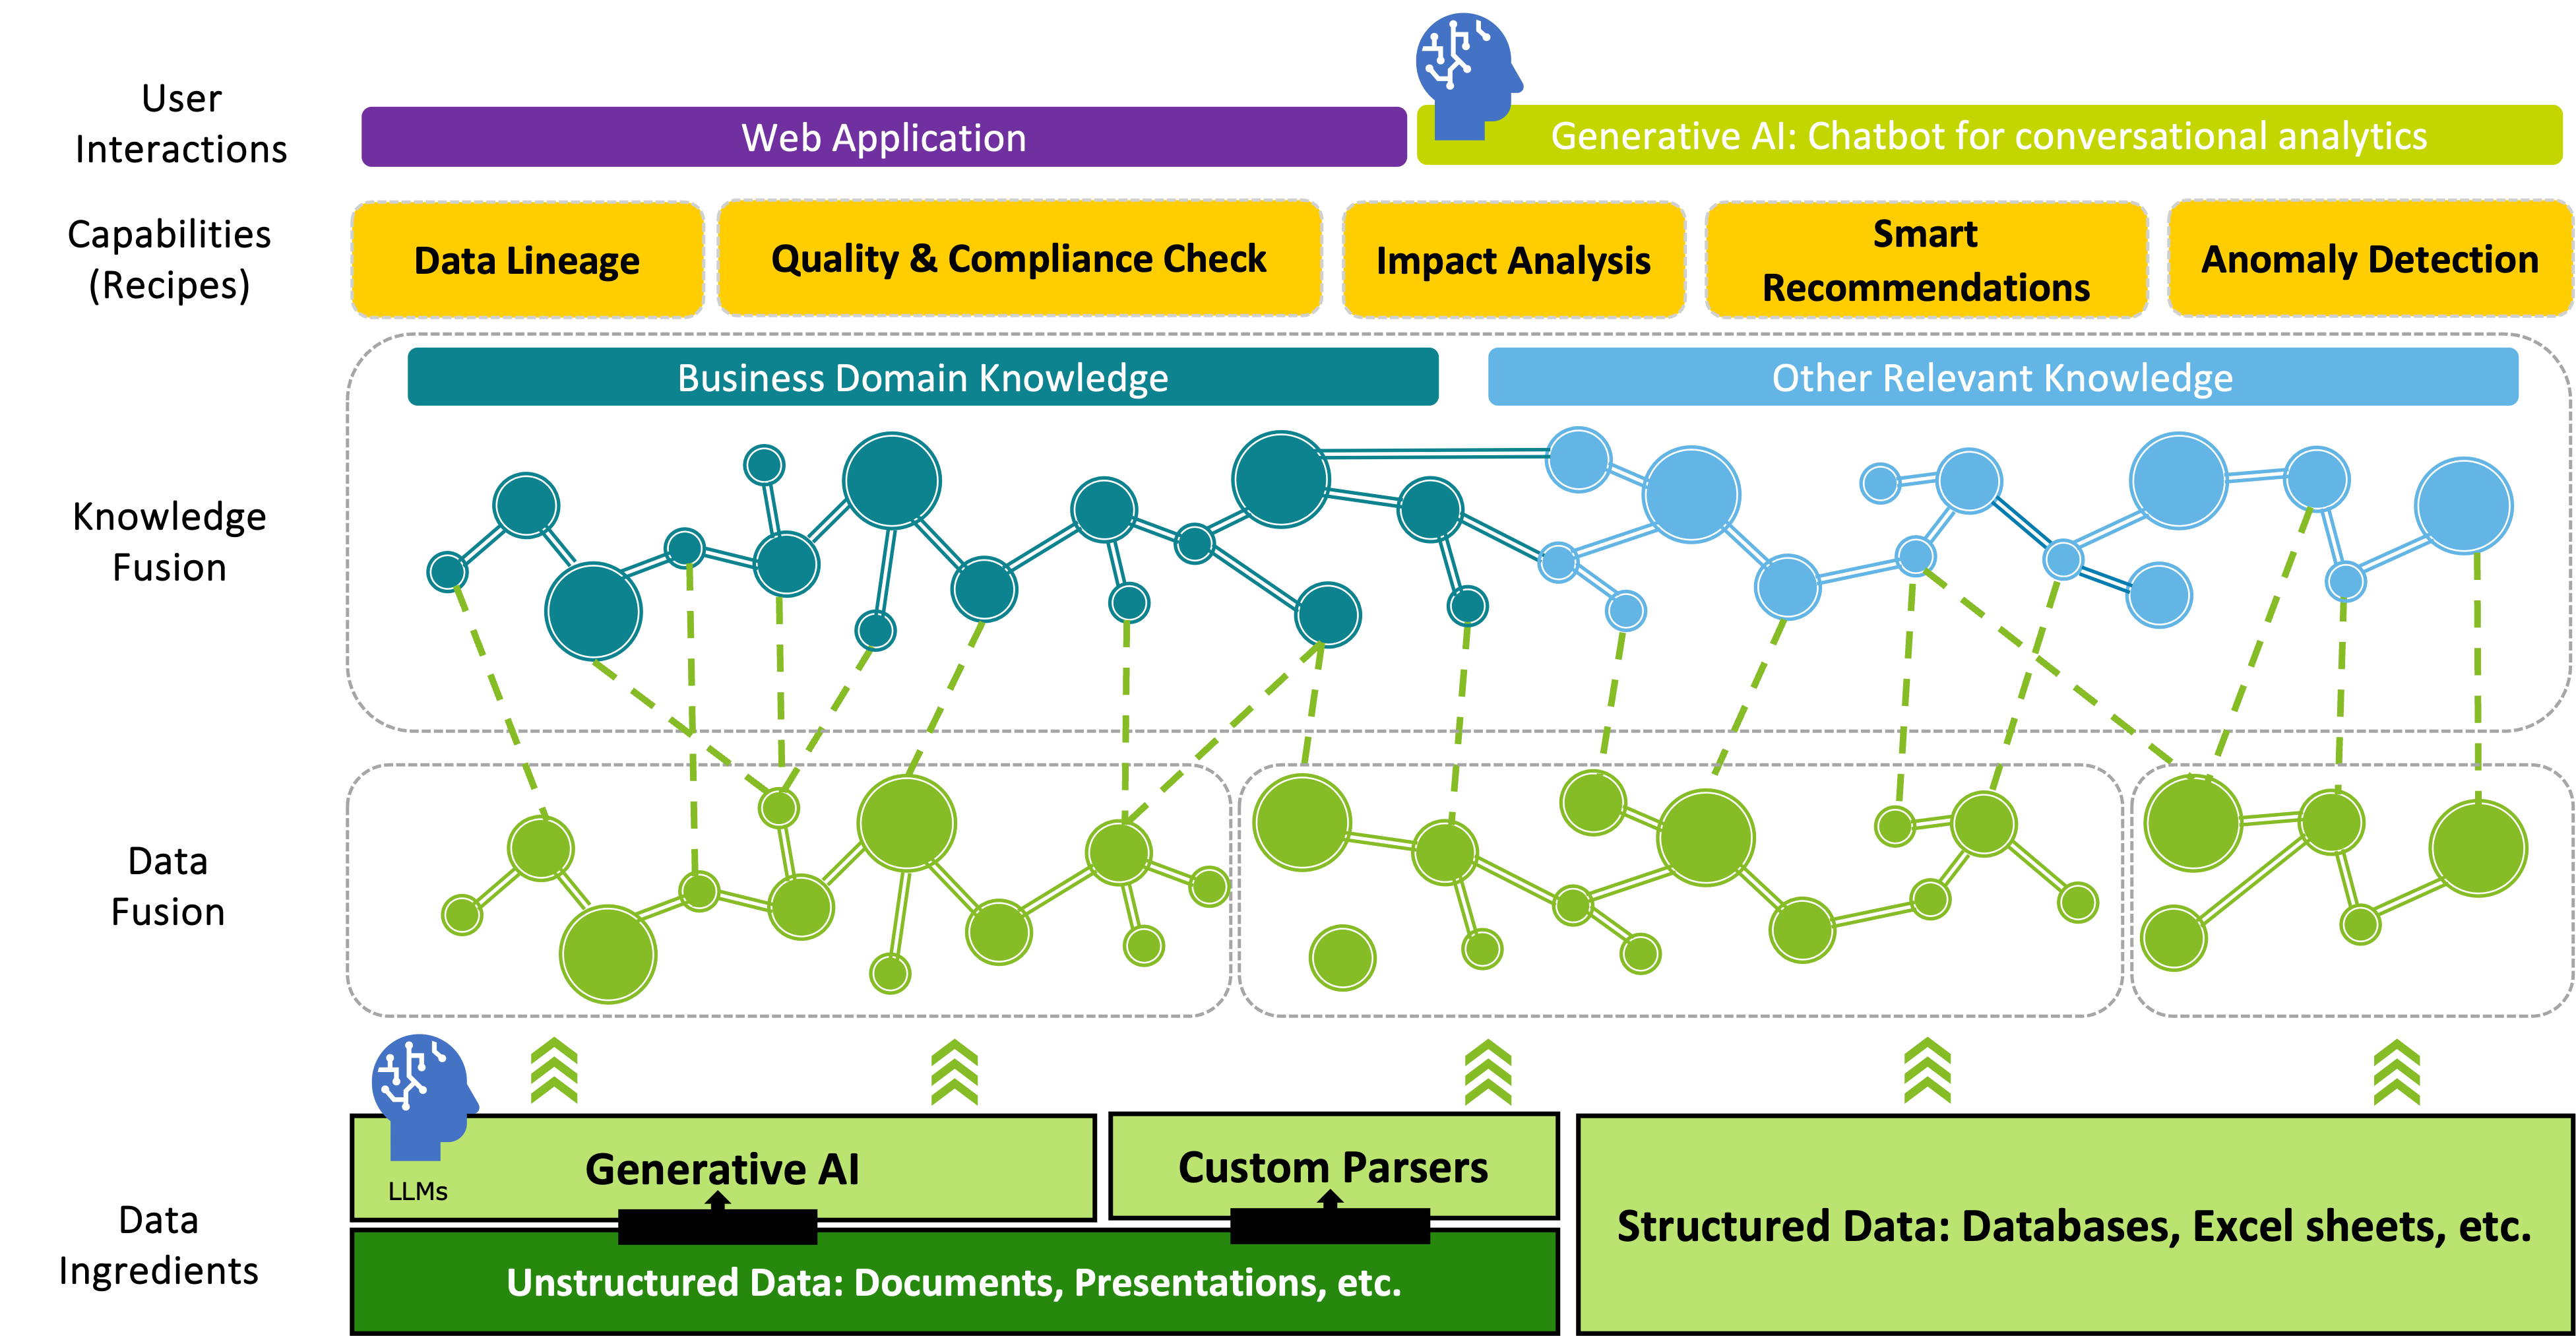 User
Interactions
Web Application
Generative AI: Chatbot for conversational analytics
Capabilities
(Recipes)
Data Lineage
Quality & Compliance Check
Impact Analysis
Smart
Recommendations
Anomaly Detection
Business Domain Knowledge
Other Relevant Knowledge
Knowledge
Fusion
Data
Fusion
Data
Ingredients
LLMs
Generative AI
Custom Parsers
Structured Data: Databases, Excel sheets, etc.
Unstructured Data: Documents, Presentations, etc.